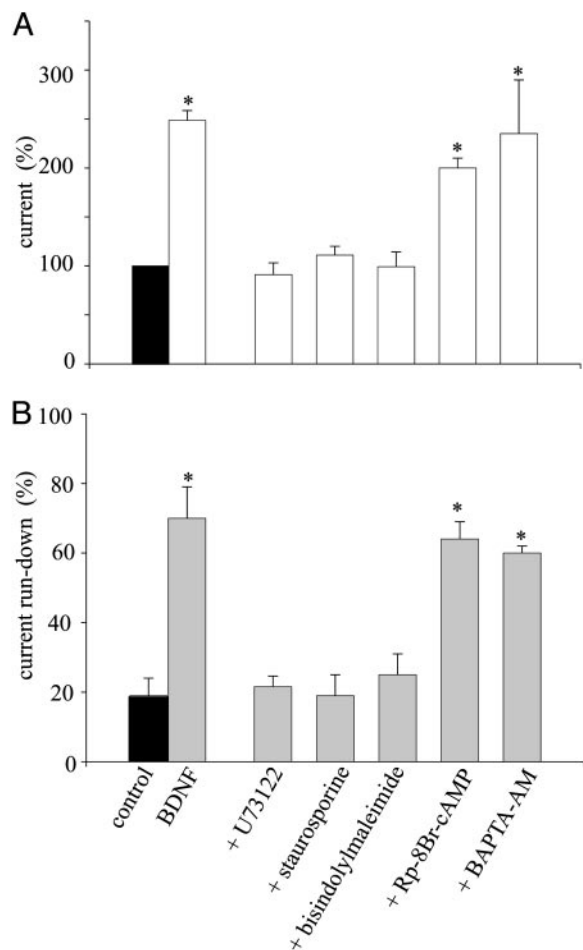 A
current (%)
300
200
100
0
*
*
*
B
current run-down (%)
100
80
60
40
20
0
*
*
*
control
BDNF
+ U73122
+ staurosporine
+ bisindolylmaleimide
+ Rp-8Br-cAMP
+ BAPTA-AM